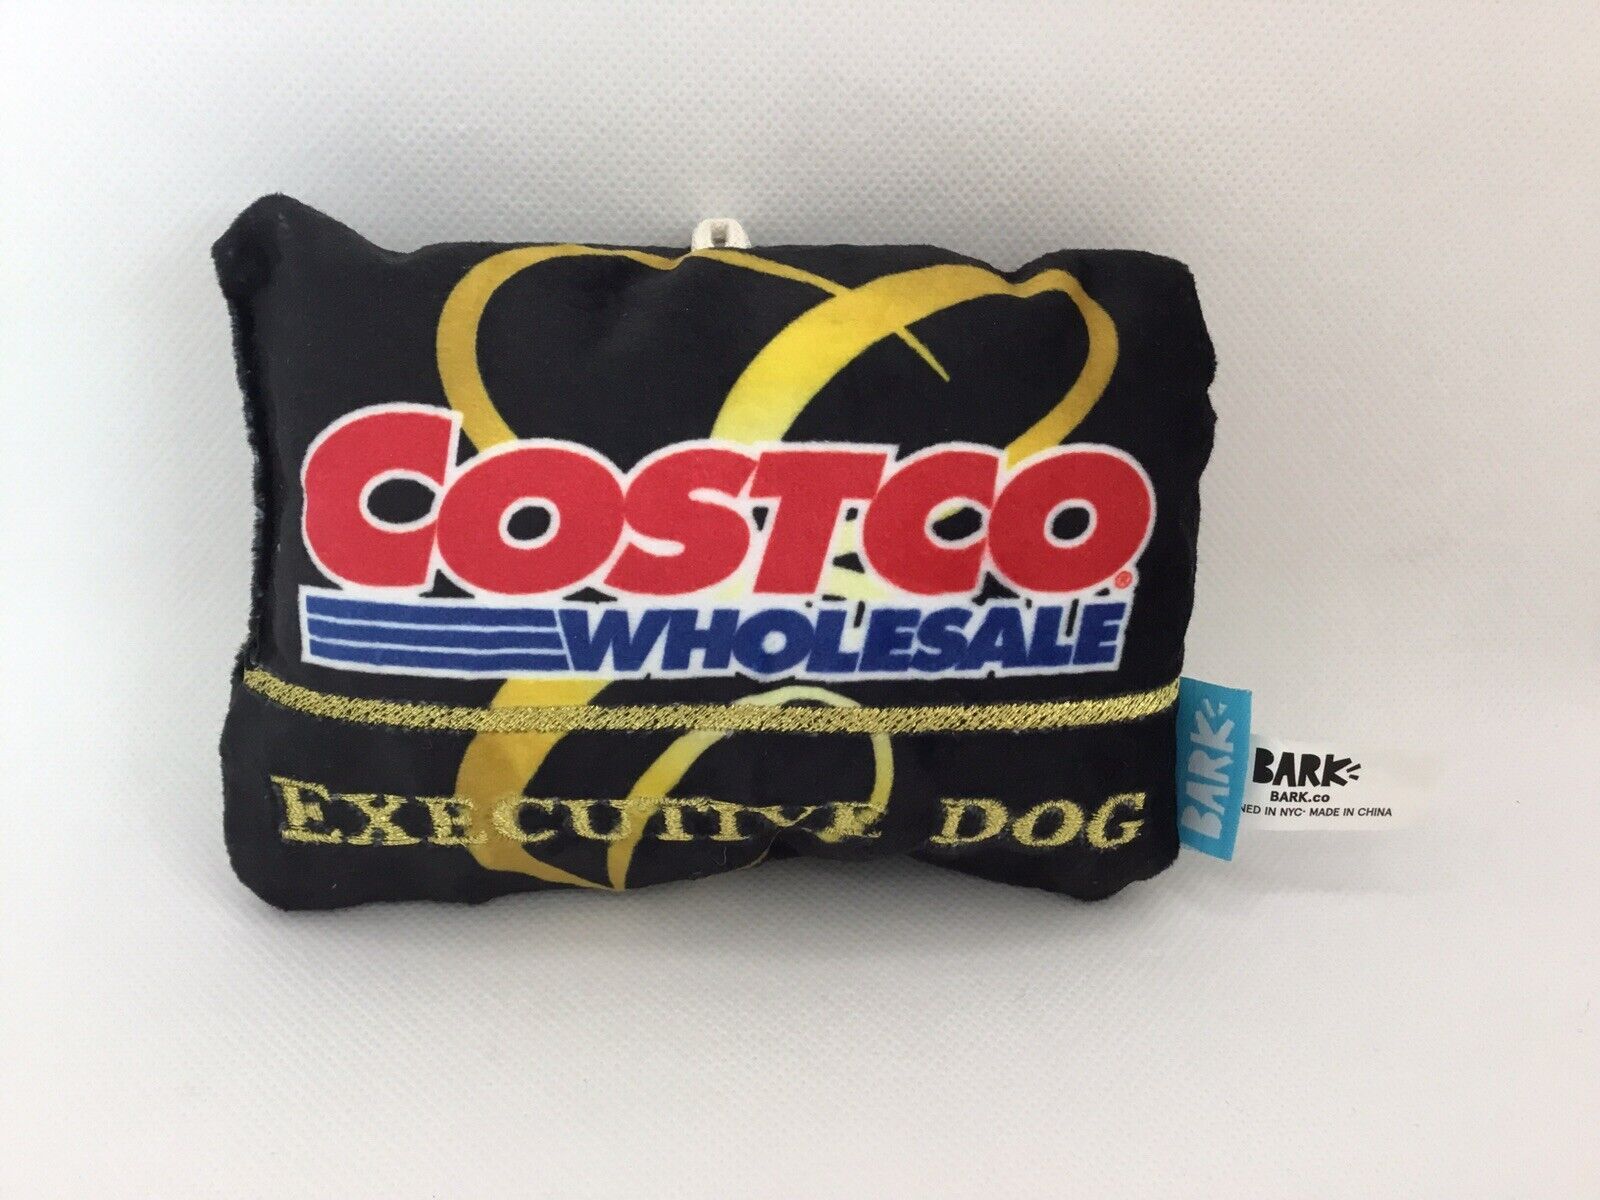 COSTCO®
WHOLESALE
EXECUTIVE DOG
BARK
BARK
BARK.co
NED IN NYC· MADE IN CHINA